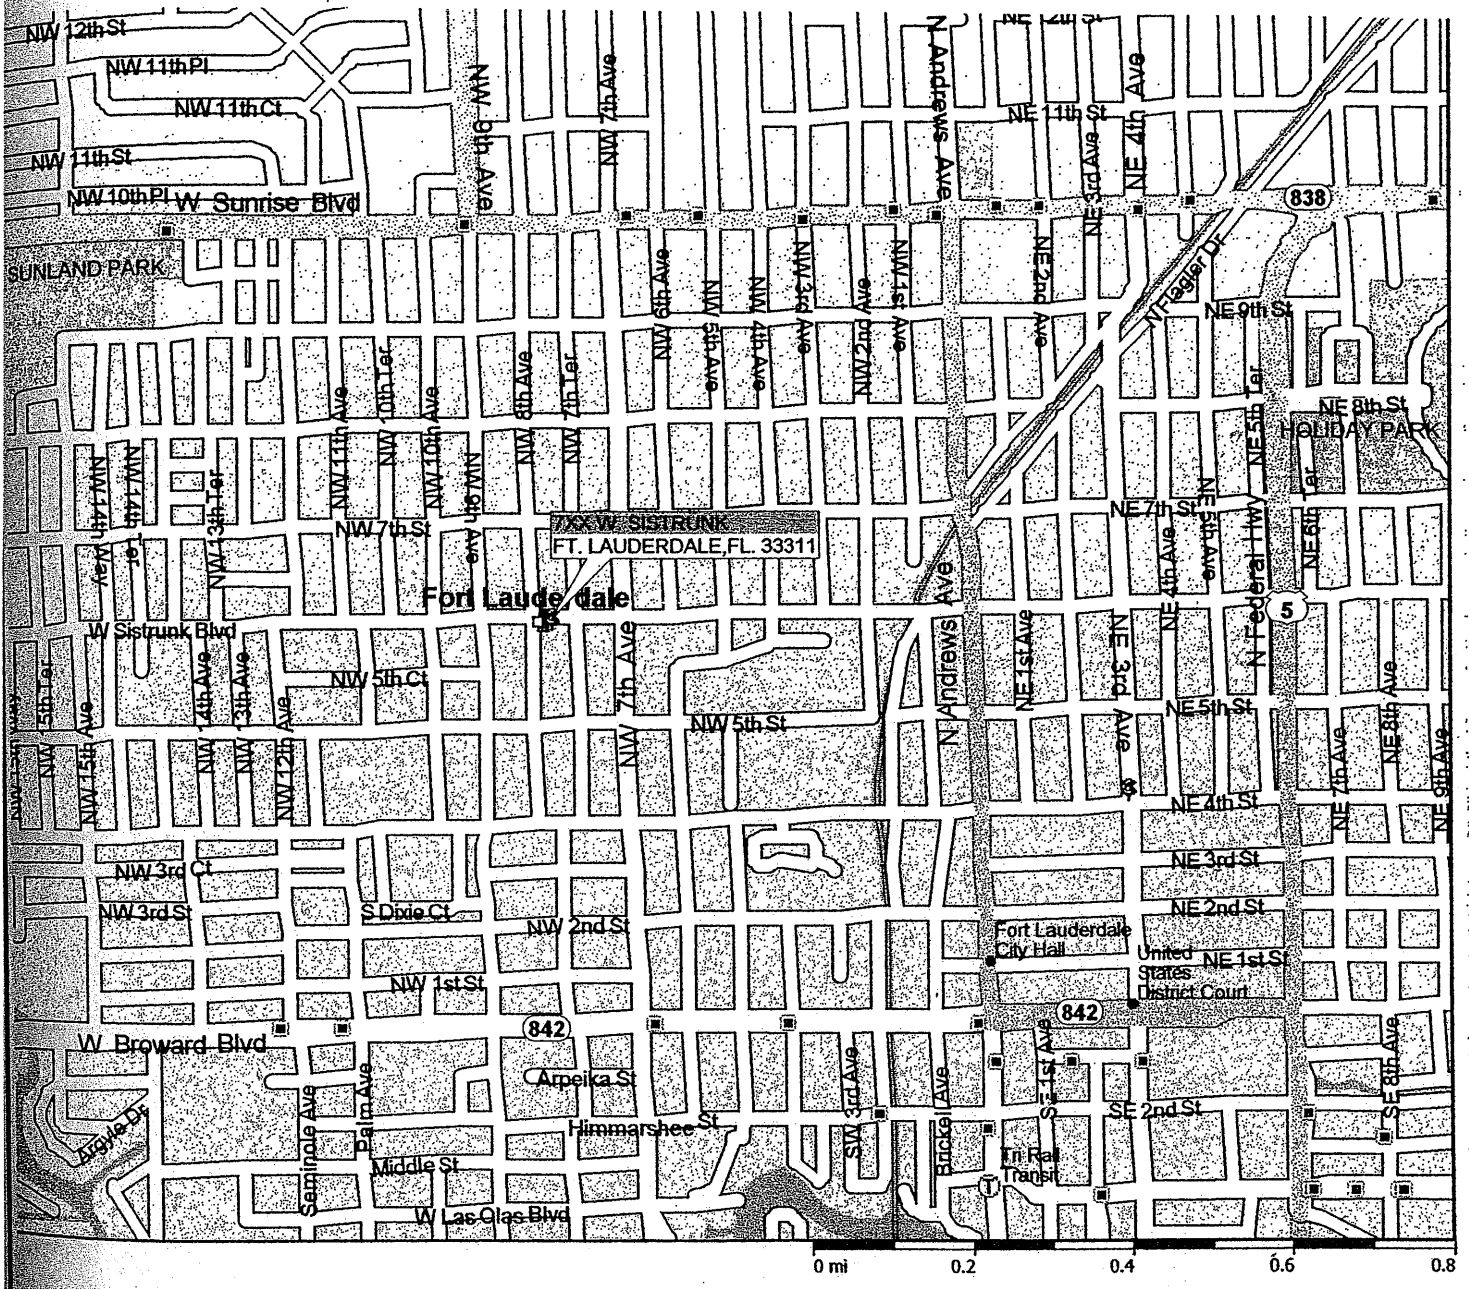 NW 12th St
NE 12th St
NW 11th Pl
NW 11th Ct
NW 11th St
NW 10th Pl
W Sunrise Blvd
NW 9th Ave
NW 7th Ave
N Andrews Ave
NE 11th St
NE 3rd Ave
NE 4th Ave
838
SUNLAND PARK
NW 6th Ave
NW 5th Ave
NW 4th Ave
NW 3rd Ave
NW 2nd Ave
NW 1st Ave
NE 2nd Ave
N Flagler Dr
NE 9th St
NE 8th St
HOLIDAY PARK
NE 5th Ter
NW 14th Way
NW 14th Ter
NW 13th Ter
NW 11th Ave
NW 10th Ter
NW 10th Ave
NW 9th Ave
NW 8th Ave
NW 7th Ter
NW 7th St
7XX W. SISTRUNK
FT. LAUDERDALE,FL. 33311
Fort Lauderdale
NE 7th St
NE 4th Ave
NE 5th Ave
N Federal Hwy
NE 6th Ter
5
W Sistrunk Blvd
NW 5th Ct
NW 7th Ave
NW 5th St
N Andrews Ave
NE 1st Ave
NE 3rd Ave
NE 5th St
NW 15th Ter
NW 15th Ave
NW 14th Ave
NW 13th Ave
NW 12th Ave
NE 4th St
NE 7th Ave
NE 8th Ave
NE 9th Ave
NW 3rd Ct
NE 3rd St
NW 3rd St
S Dixie Ct
NW 2nd St
NE 2nd St
Fort Lauderdale
City Hall
United
States
District Court
NE 1st St
NW 1st St
842
842
W Broward Blvd
Arpeika St
Himmarshee St
Argyle Dr
Seminole Ave
Palm Ave
Middle St
W Las Olas Blvd
SW 3rd Ave
Brickell Ave
SE 1st Ave
SE 2nd St
SE 8th Ave
Tri Rail
Transit
T
0 mi
0.2
0.4
0.6
0.8